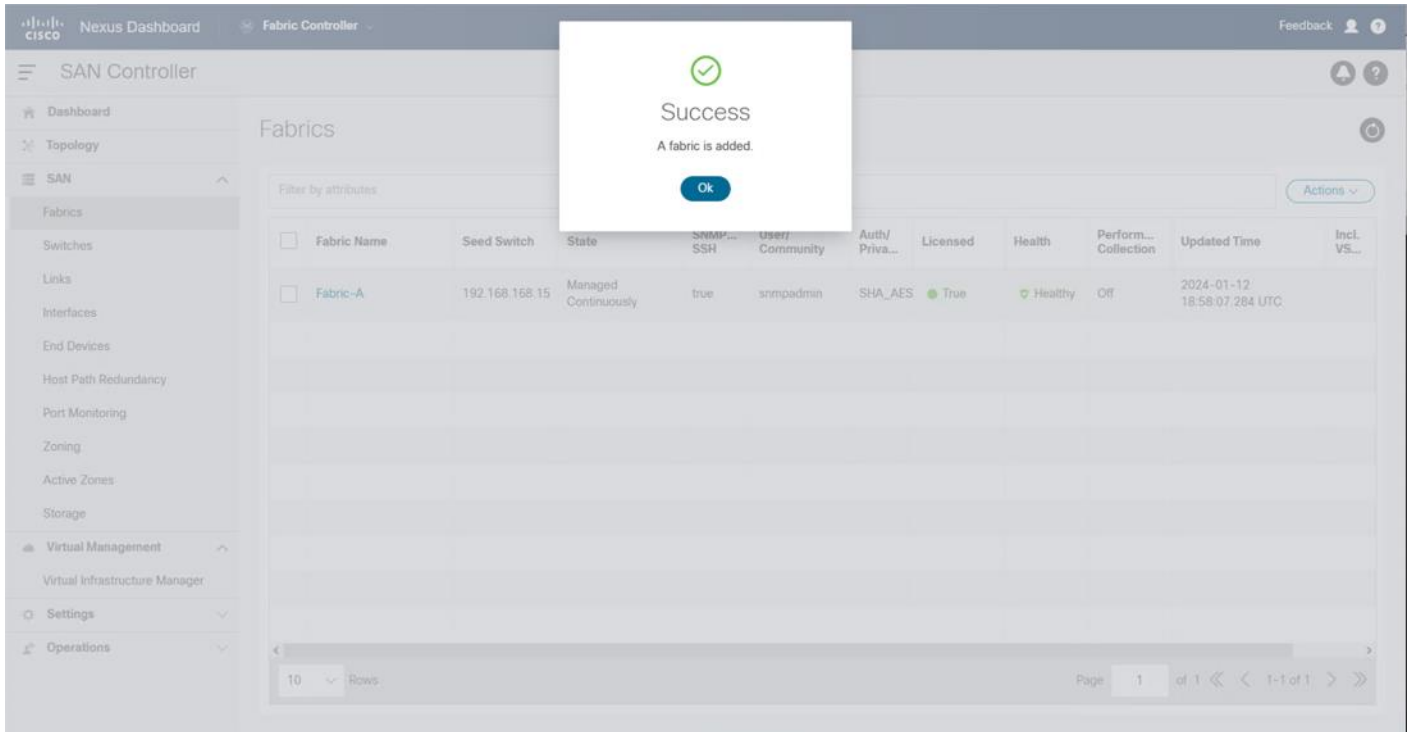 cisco
Nexus Dashboard
Fabric Controller
Feedback
SAN Controller
Success
A fabric is added.
Ok
Dashboard
Topology
SAN
Fabrics
Switches
Links
Interfaces
End Devices
Host Path Redundancy
Port Monitoring
Zoning
Active Zones
Storage
Virtual Management
Virtual Infrastructure Manager
Settings
Operations
Fabrics
Filter by attributes
Actions
Fabric Name
Seed Switch
State
SNMP...
SSH
User/
Community
Auth/
Priva...
Licensed
Health
Perform...
Collection
Updated Time
Incl.
VS...
Fabric-A
192.168.168.15
Managed
Continuously
true
snmpadmin
SHA_AES
True
Healthy
Off
2024-01-12
18:58:07.284 UTC
10
Rows
Page
1
of 1
1-1 of 1